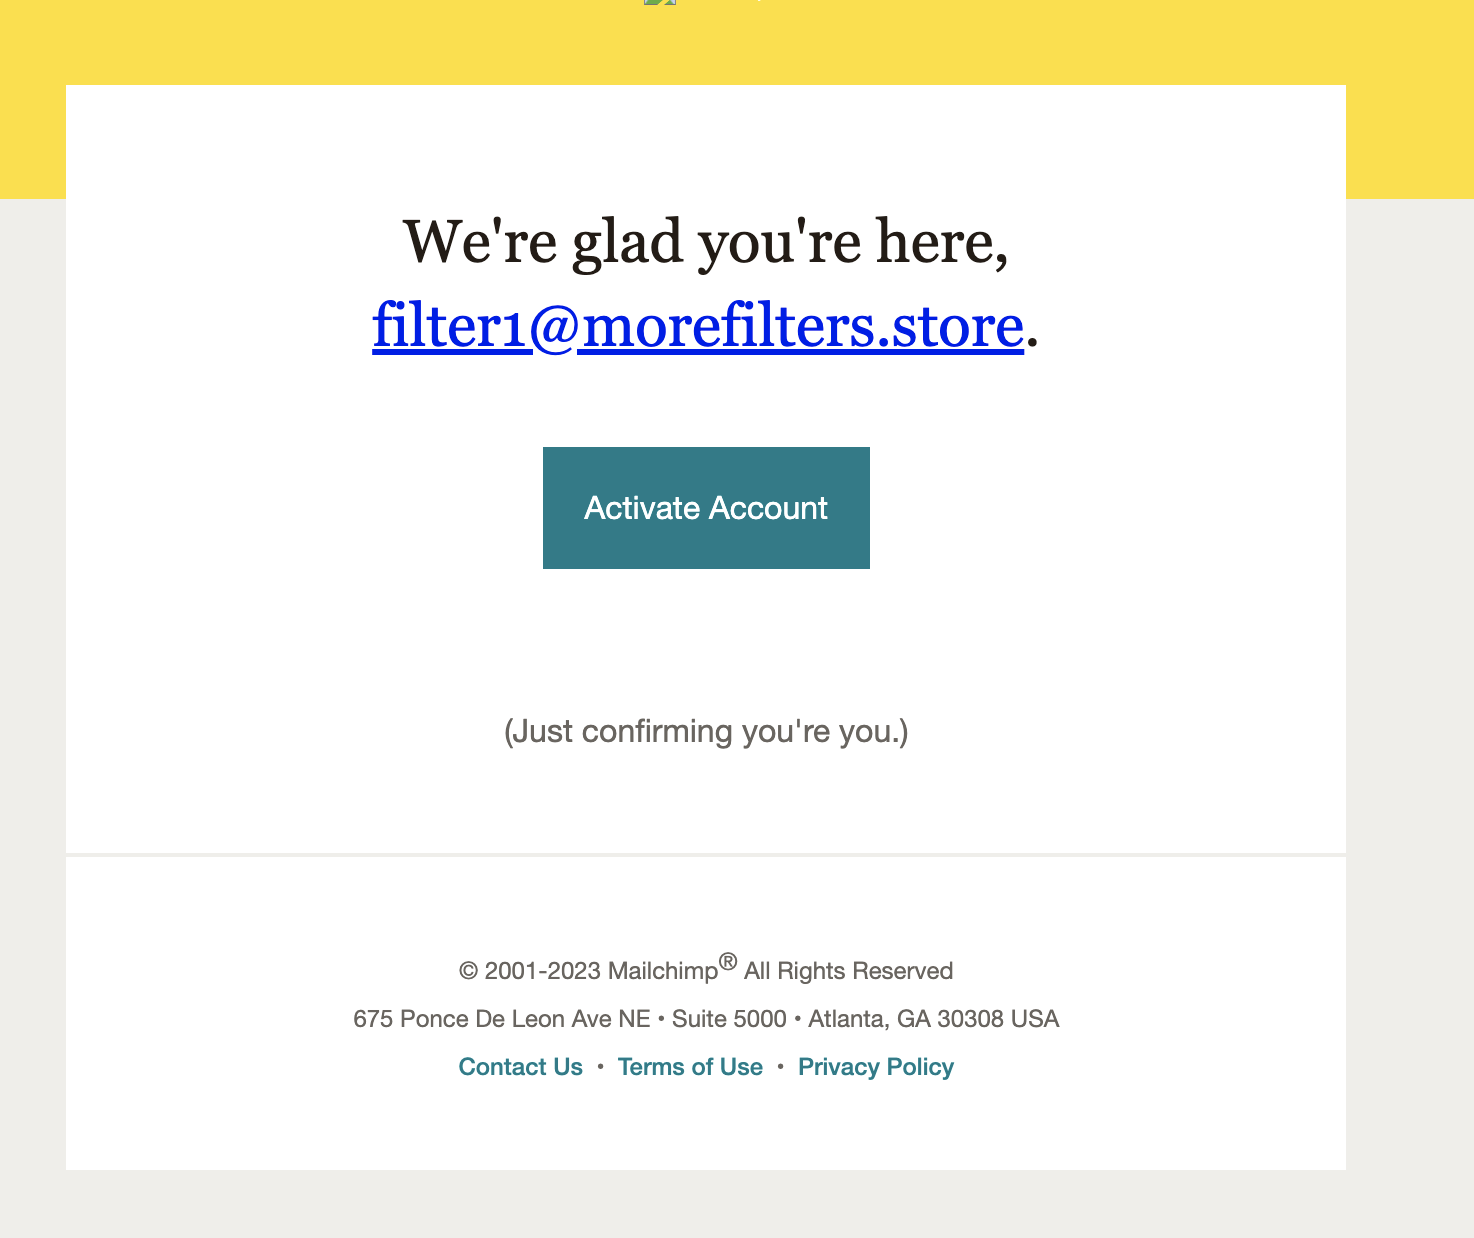 We're glad you're here,
filter1@morefilters.store.
Activate Account
(Just confirming you're you.)
© 2001-2023 Mailchimp® All Rights Reserved
675 Ponce De Leon Ave NE • Suite 5000 • Atlanta, GA 30308 USA
Contact Us • Terms of Use • Privacy Policy